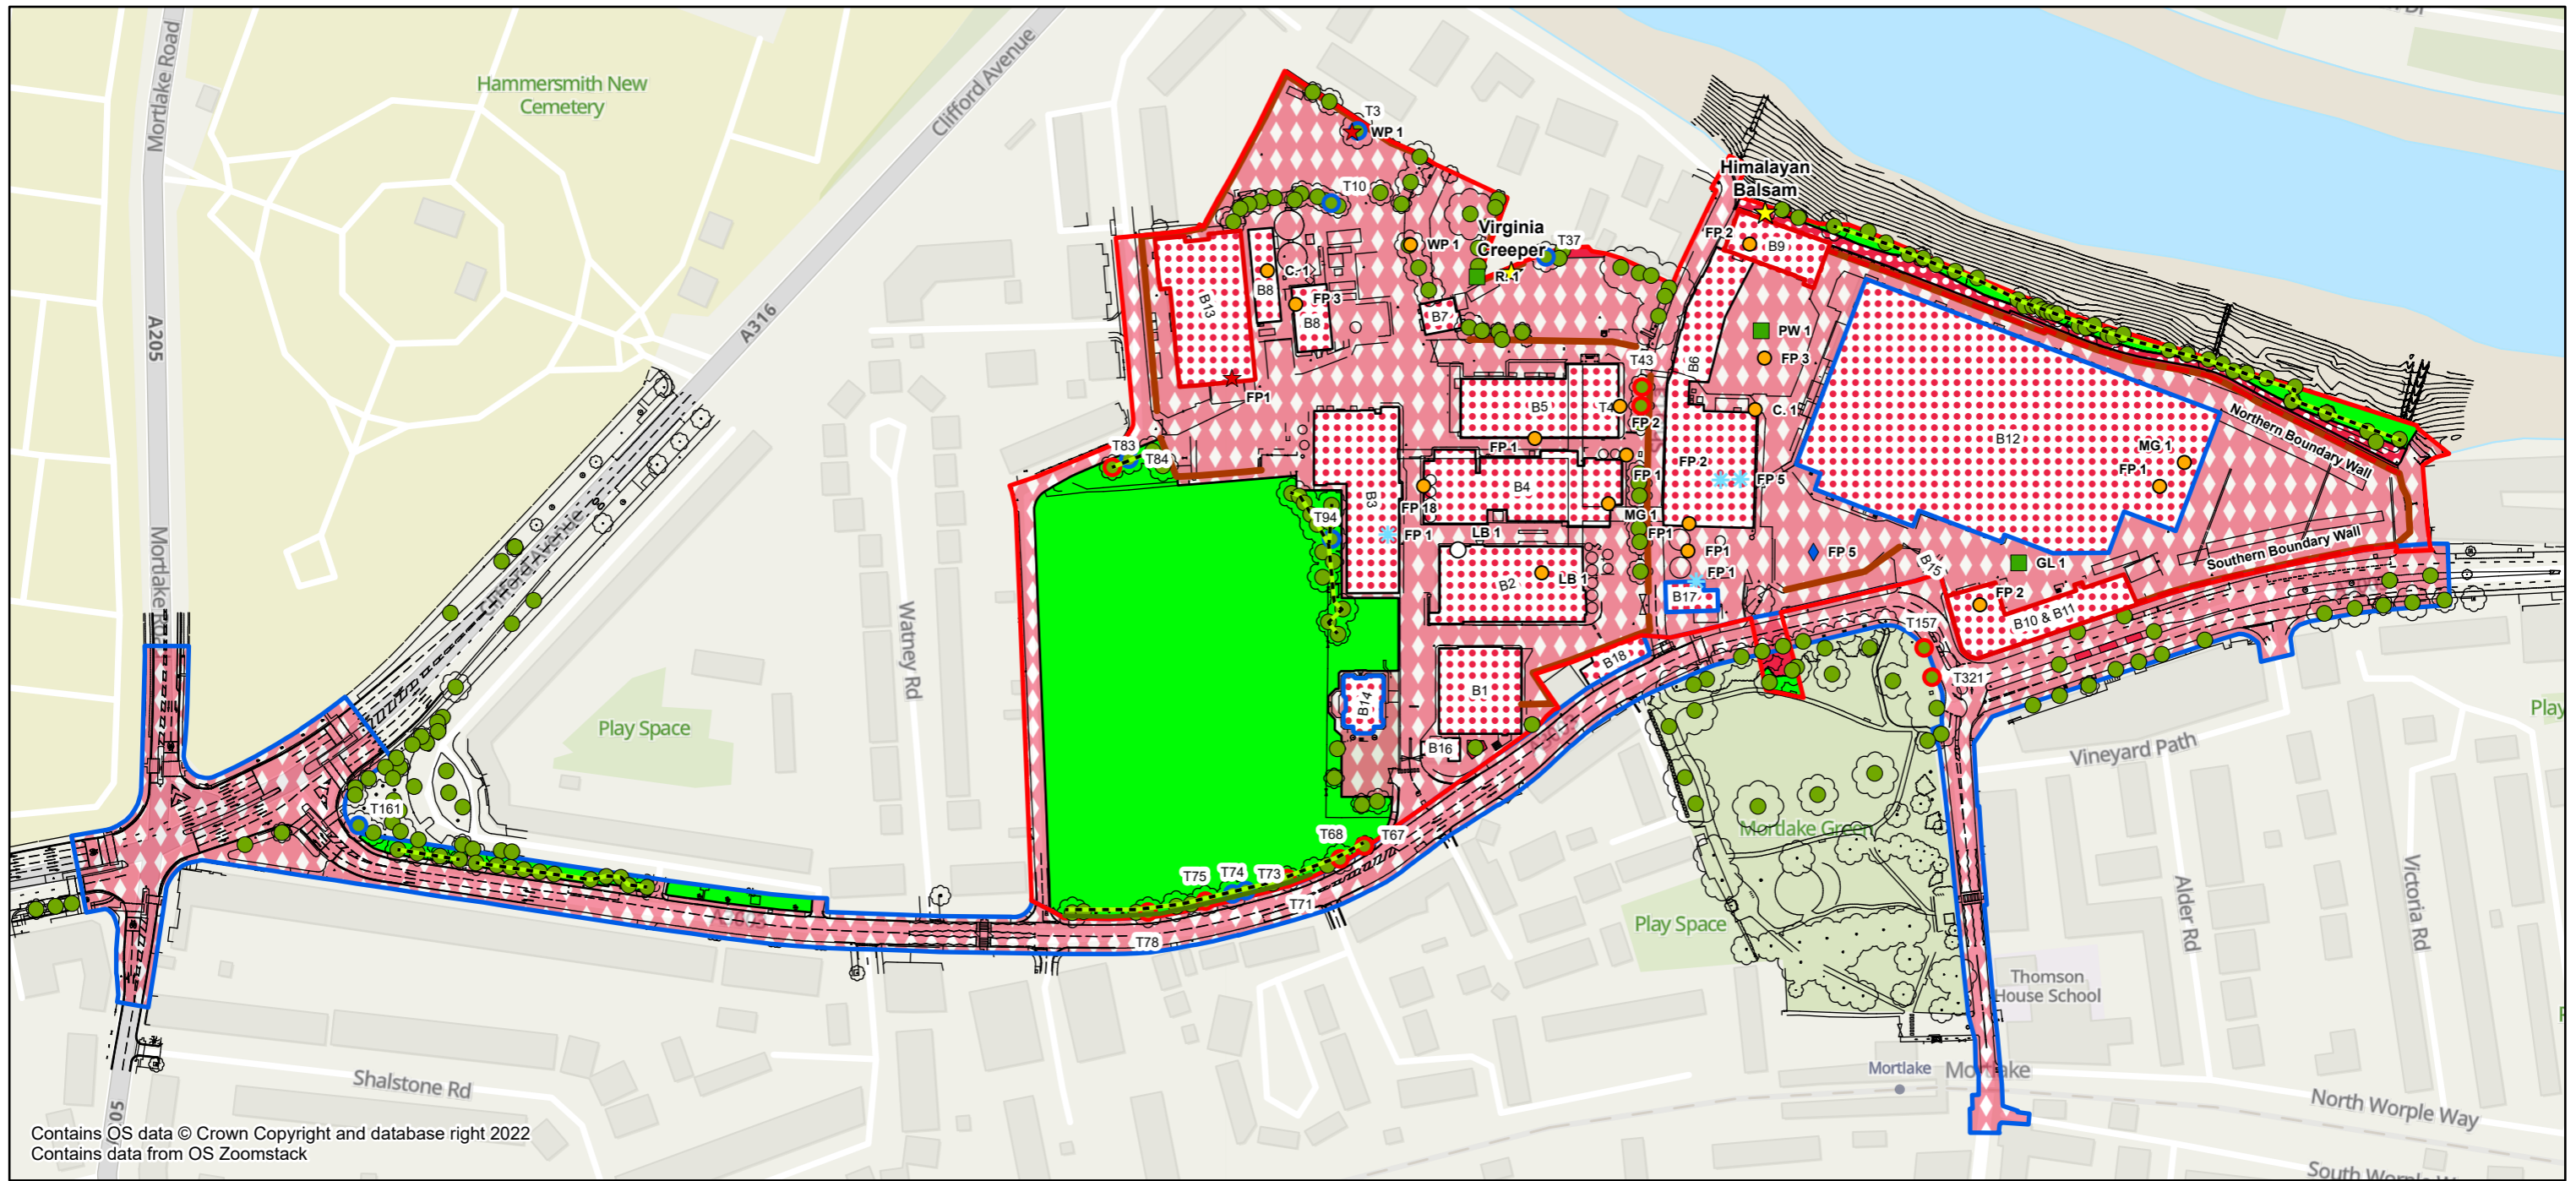 Mortlake Road
Hammersmith New
Cemetery
Clifford Avenue
T3
WP 1
T10
Himalayan
Balsam
Virginia
Creeper
T37
WP 1
R. 1
FP 2
B9
C. 1
B8
FP 3
B8
B13
B7
PW 1
FP 3
B6
A205
A316
T43
FP1
B5
T4
C. 1
FP 2
B12
Northern Boundary Wall
T83
T84
FP 1
MG 1
FP 1
FP 2
FP 5
FP 1
B4
B3
FP 18
T94
MG 1
LB 1
FP 1
FP1
FP1
FP 5
Southern Boundary Wall
Clifford Avenue
B15
GL 1
LB 1
B2
FP 1
B17
FP 2
B10 & B11
Watney Rd
T157
B18
T321
B1
B14
B16
Play Space
Vineyard Path
Play
T161
Mortlake Green
T68
T67
T75
T74
T73
T71
T78
Play Space
Alder Rd
Victoria Rd
Thomson
House School
Mortlake
Shalstone Rd
North Worple Way
Contains OS data © Crown Copyright and database right 2022
Contains data from OS Zoomstack